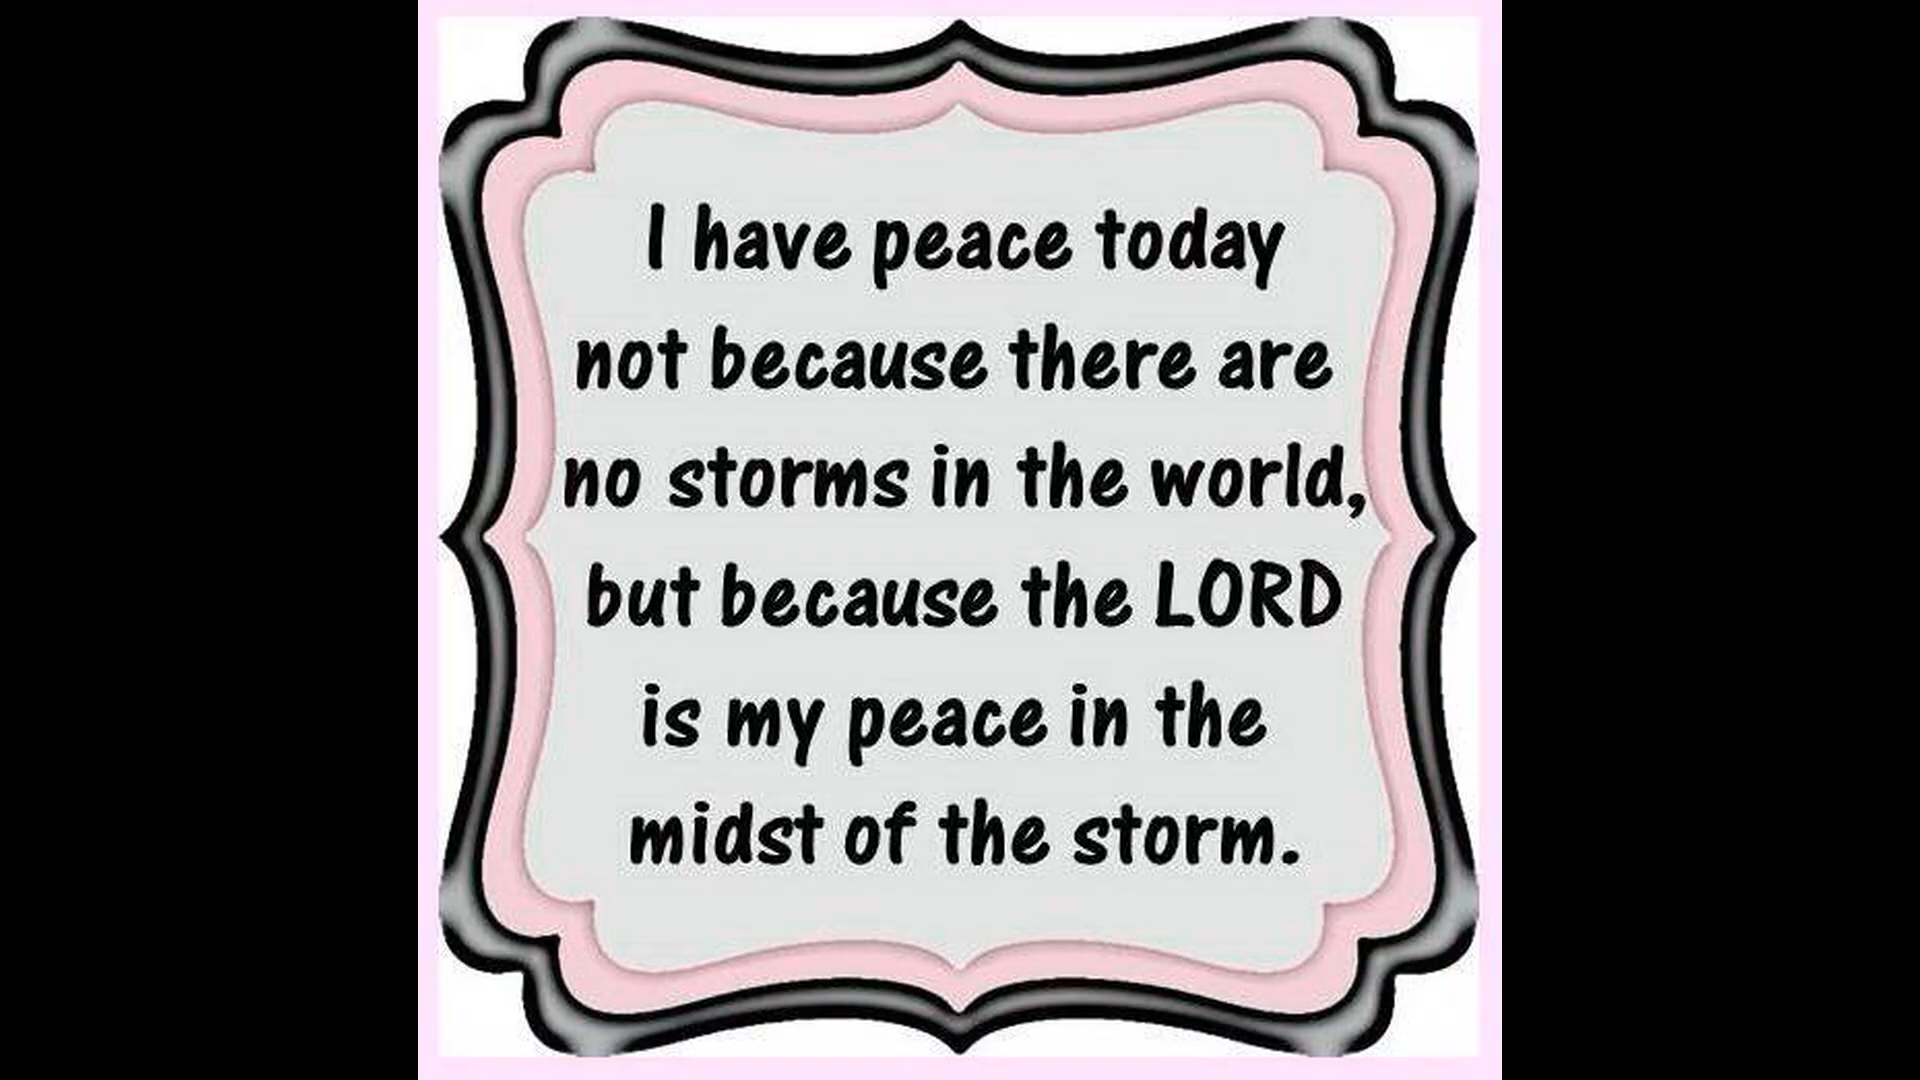 I have peace today
not because there are
no storms in the world,
but because the LORD
is my peace in the
midst of the storm.